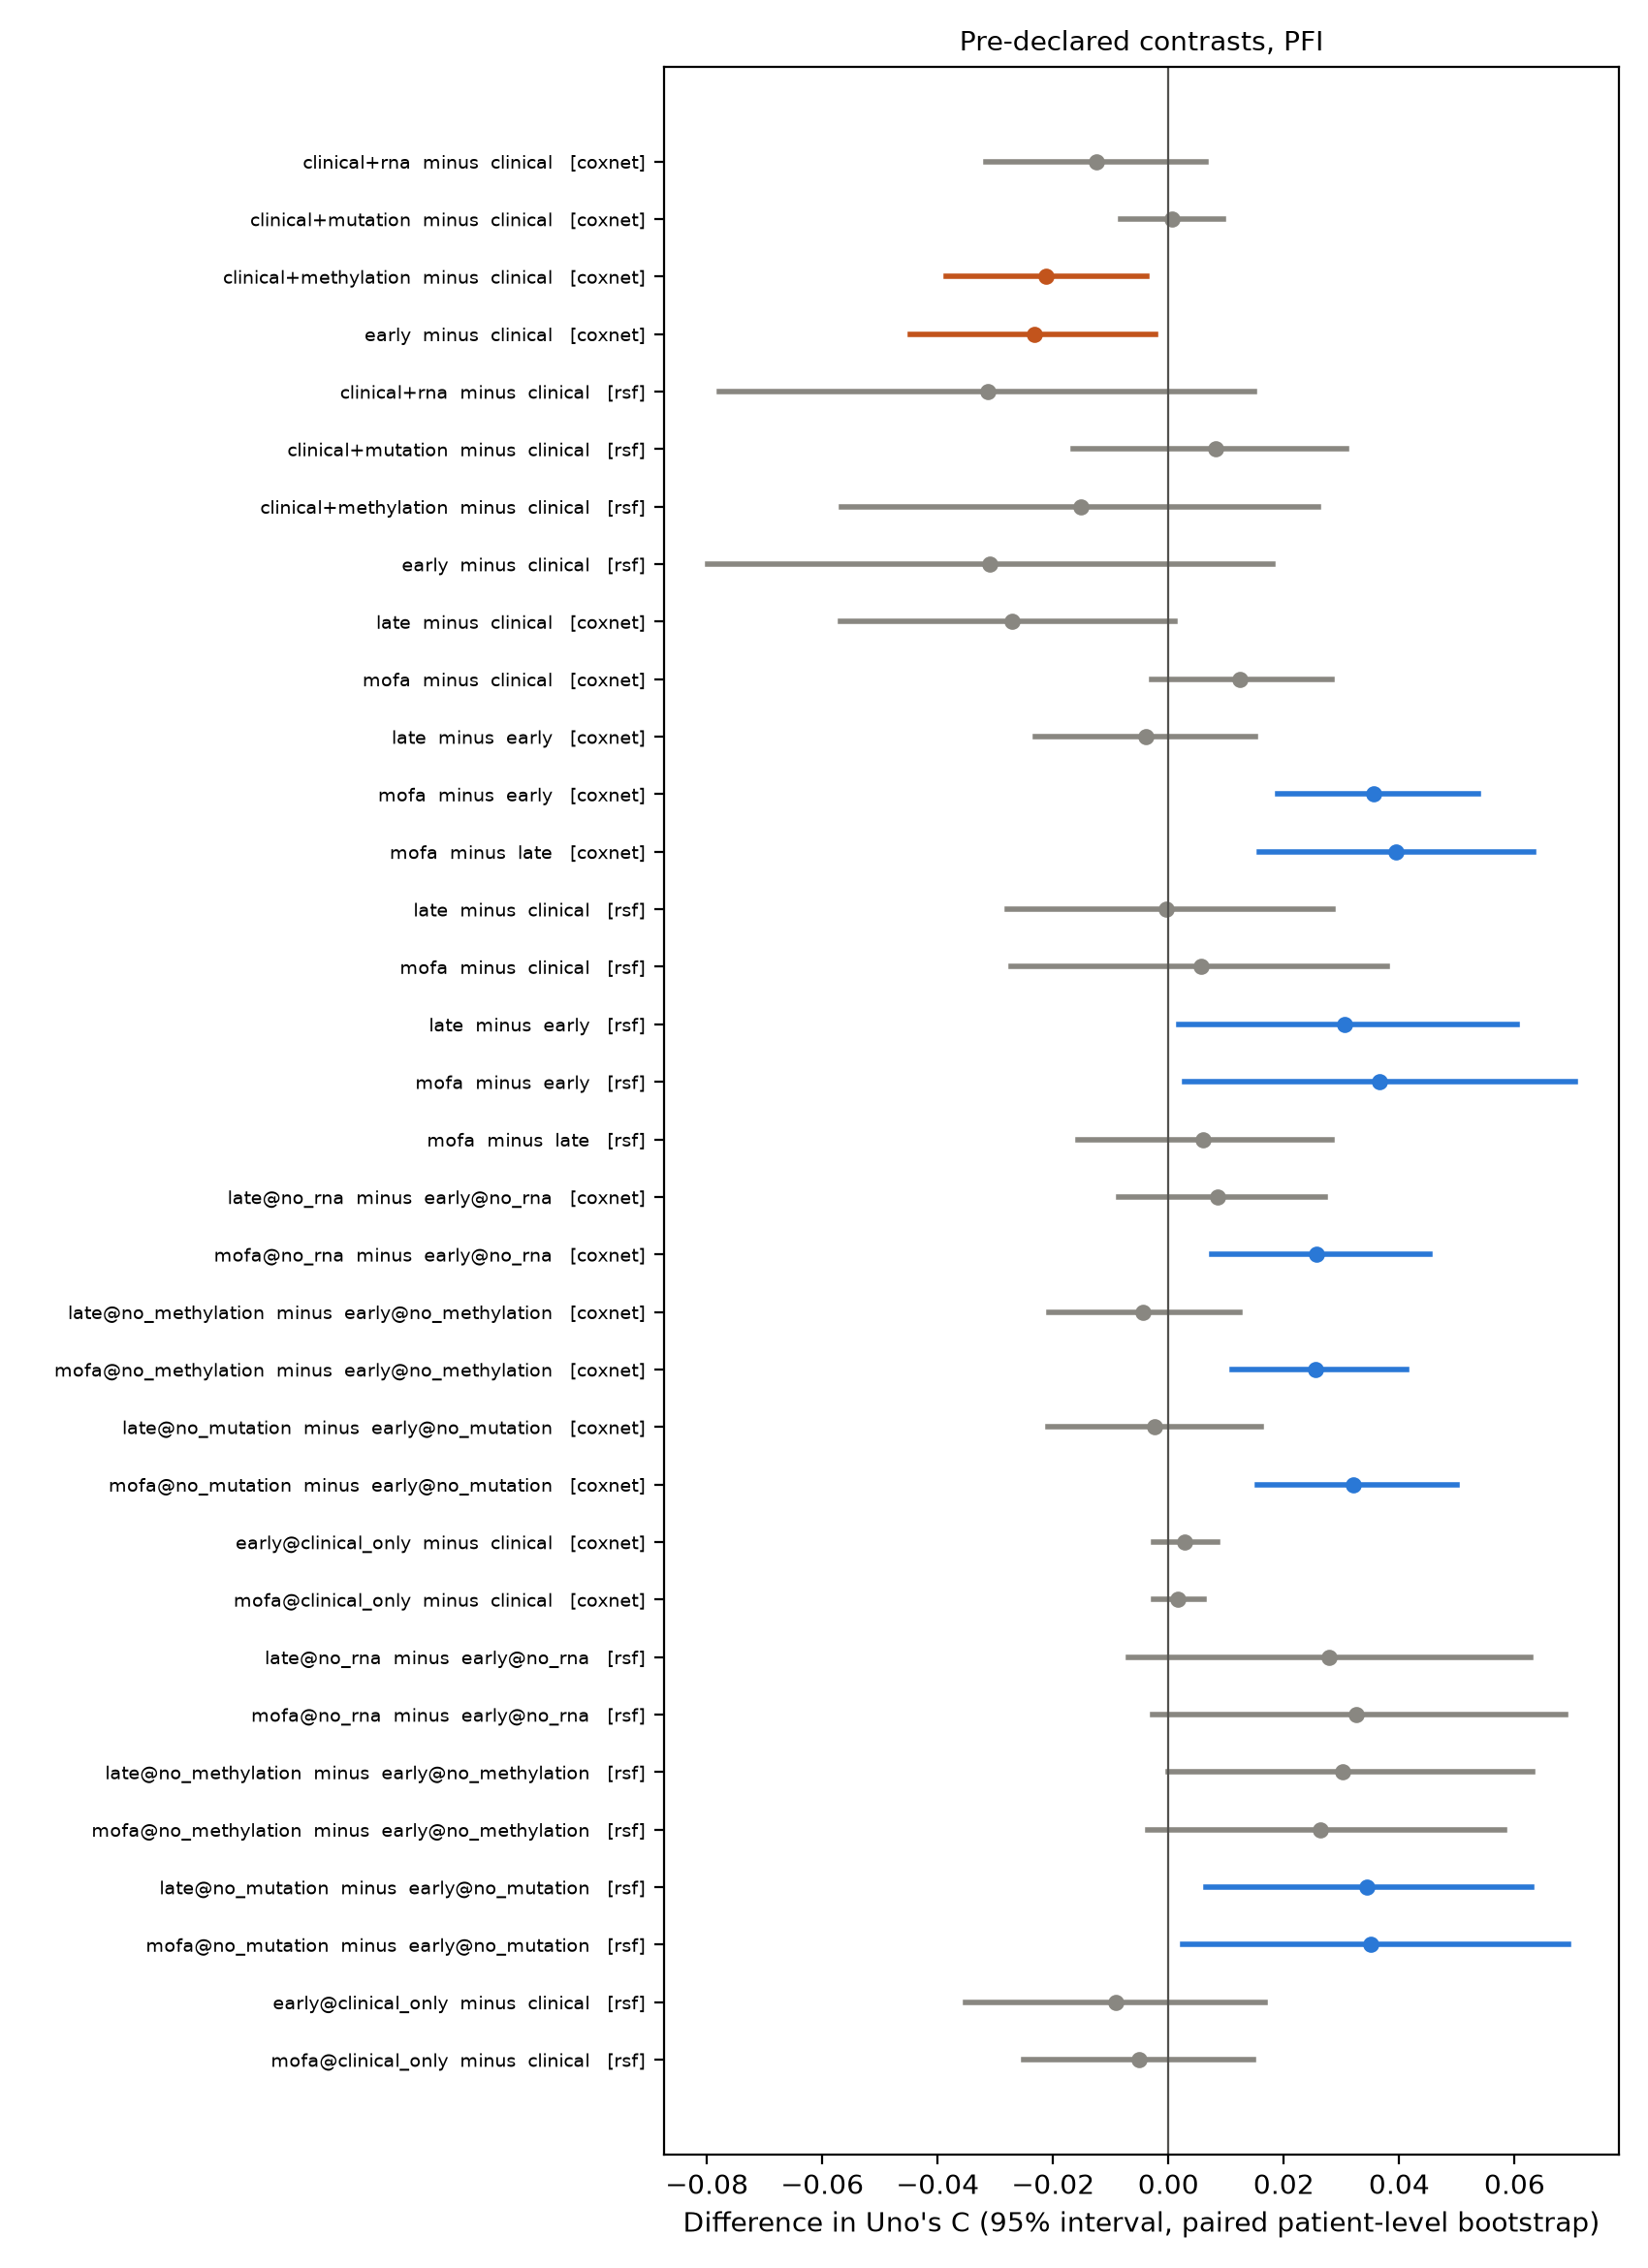 Pre-declared contrasts, PFI
clinical+rna minus clinical [coxnet]
clinical+mutation minus clinical [coxnet]
clinical+methylation minus clinical [coxnet]
early minus clinical [coxnet]
clinical+rna minus clinical [rsf]
clinical+mutation minus clinical [rsf]
clinical+methylation minus clinical [rsf]
early minus clinical [rsf]
late minus clinical [coxnet]
mofa minus clinical [coxnet]
late minus early [coxnet]
mofa minus early [coxnet]
mofa minus late [coxnet]
late minus clinical [rsf]
mofa minus clinical [rsf]
late minus early [rsf]
mofa minus early [rsf]
mofa minus late [rsf]
late@no_rna minus early@no_rna [coxnet]
mofa@no_rna minus early@no_rna [coxnet]
late@no_methylation minus early@no_methylation [coxnet]
mofa@no_methylation minus early@no_methylation [coxnet]
late@no_mutation minus early@no_mutation [coxnet]
mofa@no_mutation minus early@no_mutation [coxnet]
early@clinical_only minus clinical [coxnet]
mofa@clinical_only minus clinical [coxnet]
late@no_rna minus early@no_rna [rsf]
mofa@no_rna minus early@no_rna [rsf]
late@no_methylation minus early@no_methylation [rsf]
mofa@no_methylation minus early@no_methylation [rsf]
late@no_mutation minus early@no_mutation [rsf]
mofa@no_mutation minus early@no_mutation [rsf]
early@clinical_only minus clinical [rsf]
mofa@clinical_only minus clinical [rsf]
−0.08 −0.06 −0.04 −0.02 0.00 0.02 0.04 0.06
Difference in Uno's C (95% interval, paired patient-level bootstrap)